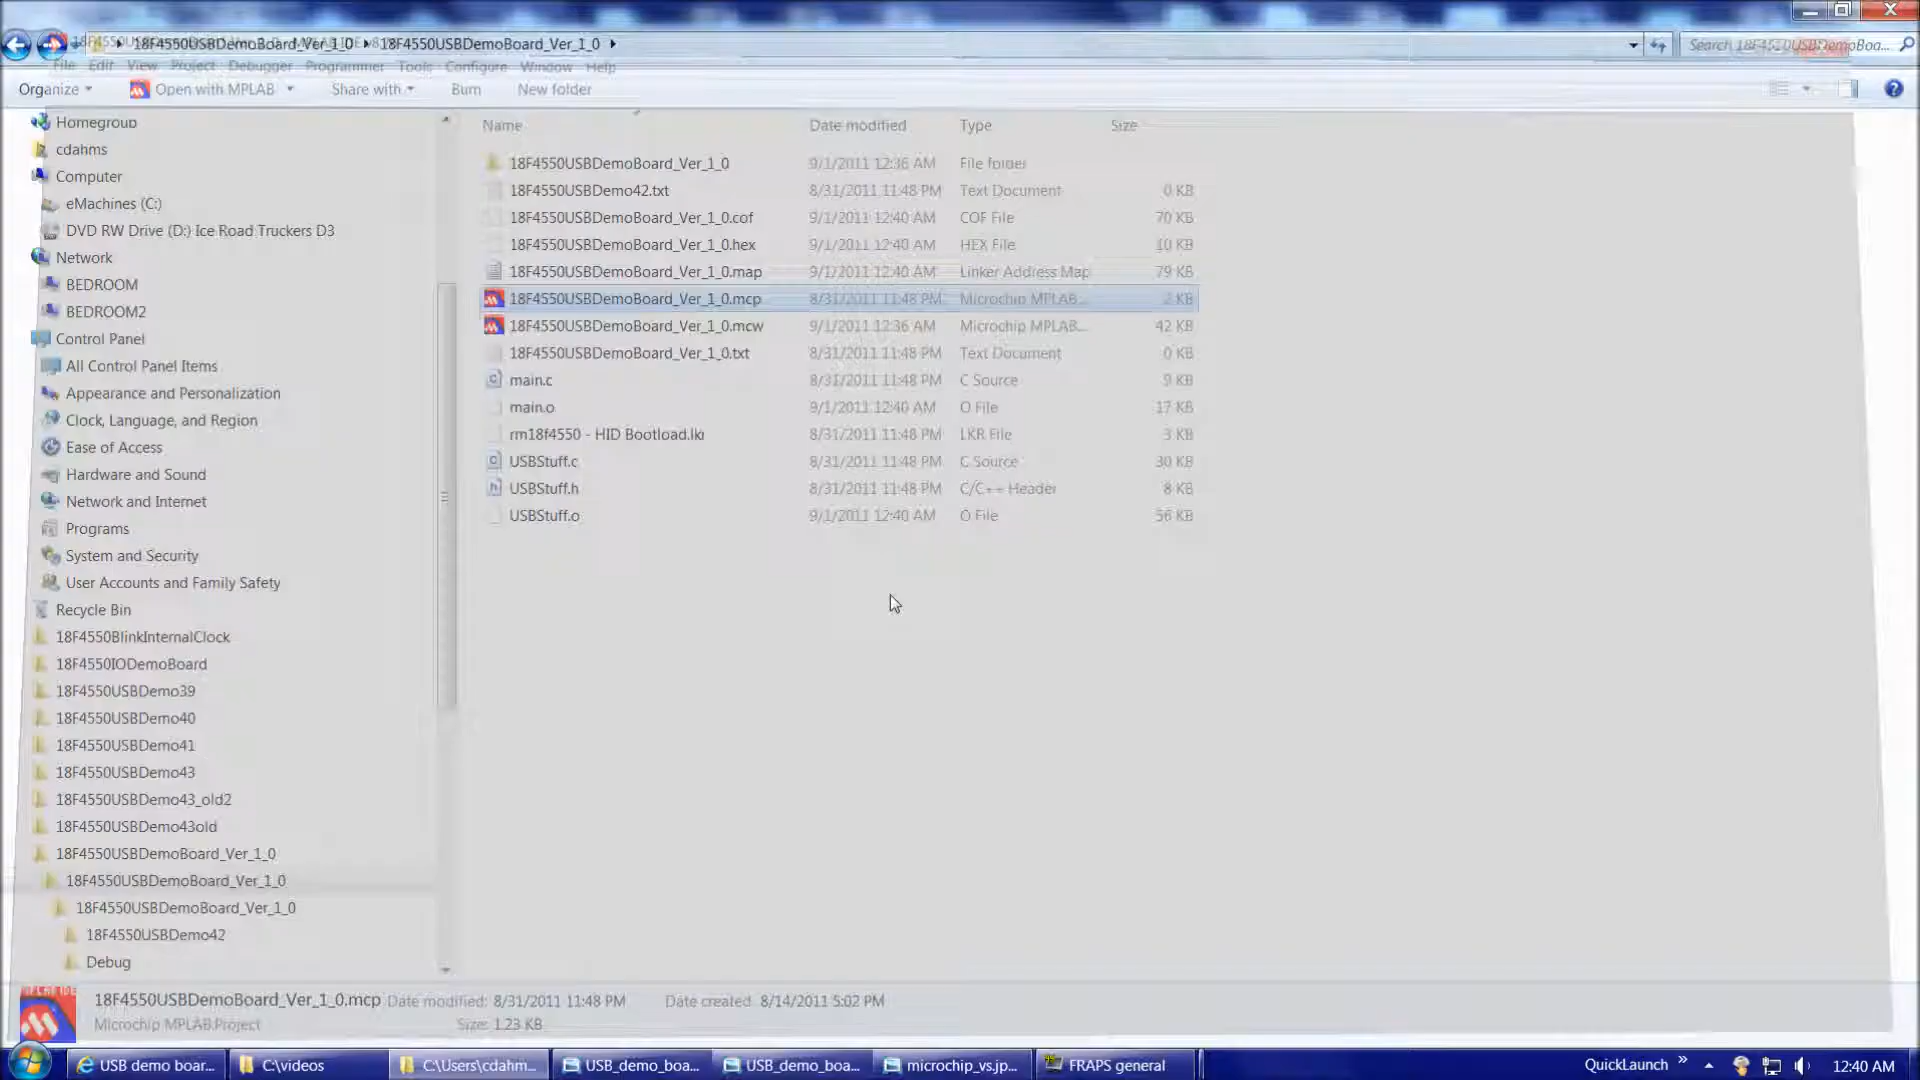 18F4550USBDemoBoard_Ver_1_0 18F4550USBDemoBoard_Ver_1_0
Search 18F4550USBDemoBoa...
File Edit View Project Debugger Programmer Tools Configure Window Help
Organize Open with MPLAB Share with Burn New folder
Homegroup
cdahms
Computer
eMachines (C:)
DVD RW Drive (D:) Ice Road Truckers D3
Network
BEDROOM
BEDROOM2
Control Panel
All Control Panel Items
Appearance and Personalization
Clock, Language, and Region
Ease of Access
Hardware and Sound
Network and Internet
Programs
System and Security
User Accounts and Family Safety
Recycle Bin
18F4550BlinkInternalClock
18F4550IODemoBoard
18F4550USBDemo39
18F4550USBDemo40
18F4550USBDemo41
18F4550USBDemo43
18F4550USBDemo43_old2
18F4550USBDemo43old
18F4550USBDemoBoard_Ver_1_0
18F4550USBDemoBoard_Ver_1_0
18F4550USBDemoBoard_Ver_1_0
18F4550USBDemo42
Debug
Name Date modified Type Size
18F4550USBDemoBoard_Ver_1_0 9/1/2011 12:36 AM File folder
18F4550USBDemo42.txt 8/31/2011 11:48 PM Text Document 0 KB
18F4550USBDemoBoard_Ver_1_0.cof 9/1/2011 12:40 AM COF File 70 KB
18F4550USBDemoBoard_Ver_1_0.hex 9/1/2011 12:40 AM HEX File 10 KB
18F4550USBDemoBoard_Ver_1_0.map 9/1/2011 12:40 AM Linker Address Map 79 KB
18F4550USBDemoBoard_Ver_1_0.mcp 8/31/2011 11:48 PM Microchip MPLAB... 2 KB
18F4550USBDemoBoard_Ver_1_0.mcw 9/1/2011 12:36 AM Microchip MPLAB... 42 KB
18F4550USBDemoBoard_Ver_1_0.txt 8/31/2011 11:48 PM Text Document 0 KB
main.c 8/31/2011 11:48 PM C Source 9 KB
main.o 9/1/2011 12:40 AM O File 17 KB
rm18f4550 - HID Bootload.lkr 8/31/2011 11:48 PM LKR File 3 KB
USBStuff.c 8/31/2011 11:48 PM C Source 30 KB
USBStuff.h 8/31/2011 11:48 PM C/C++ Header 8 KB
USBStuff.o 9/1/2011 12:40 AM O File 56 KB
18F4550USBDemoBoard_Ver_1_0.mcp Date modified: 8/31/2011 11:48 PM Date created: 8/14/2011 5:02 PM
Microchip MPLAB.Project Size: 1.23 KB
USB demo boar... C:\videos C:\Users\cdahm... USB_demo_boa... USB_demo_boa... microchip_vs.jp... FRAPS general QuickLaunch 12:40 AM